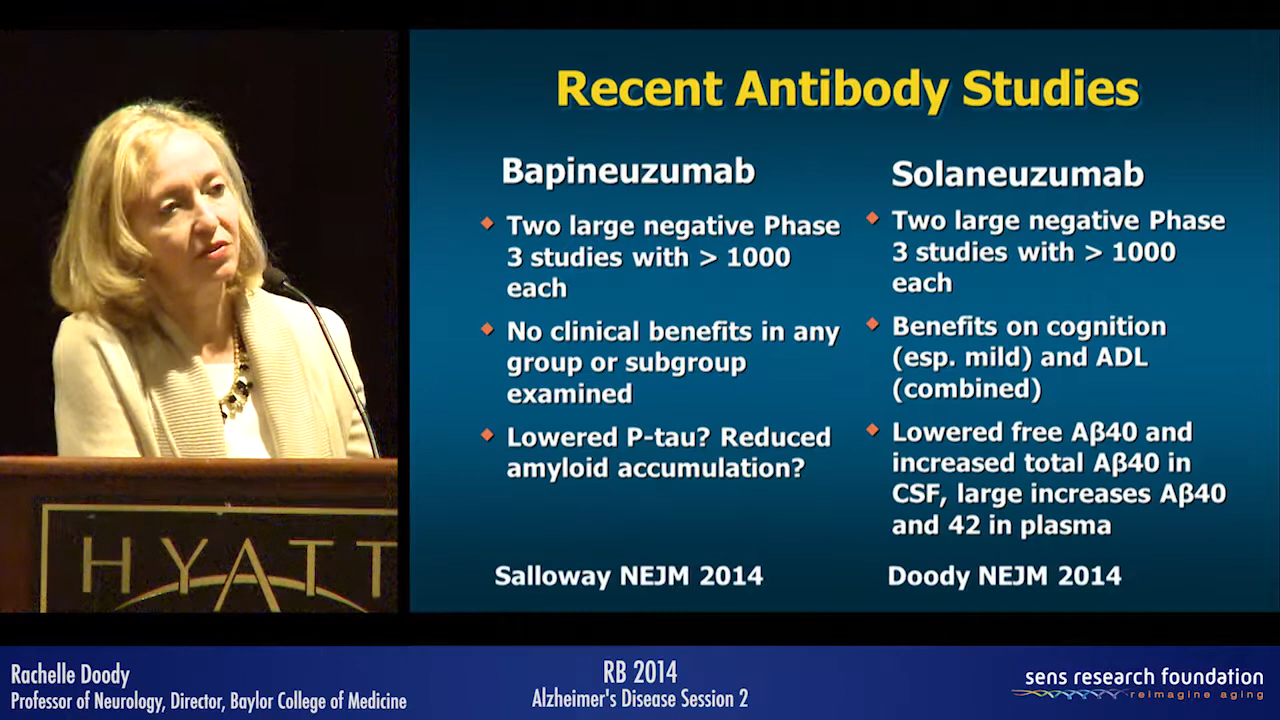 Recent Antibody Studies
Bapineuzumab
Two large negative Phase
3 studies with > 1000
each
No clinical benefits in any
group or subgroup
examined
Lowered P-tau? Reduced
amyloid accumulation?
Salloway NEJM 2014
Solaneuzumab
Two large negative Phase
3 studies with > 1000
each
Benefits on cognition
(esp. mild) and ADL
(combined)
Lowered free Aβ40 and
increased total Aβ40 in
CSF, large increases Aβ40
and 42 in plasma
Doody NEJM 2014
HYATT
Rachelle Doody
Professor of Neurology, Director, Baylor College of Medicine
RB 2014
Alzheimer's Disease Session 2
sens research foundation
reimagine aging